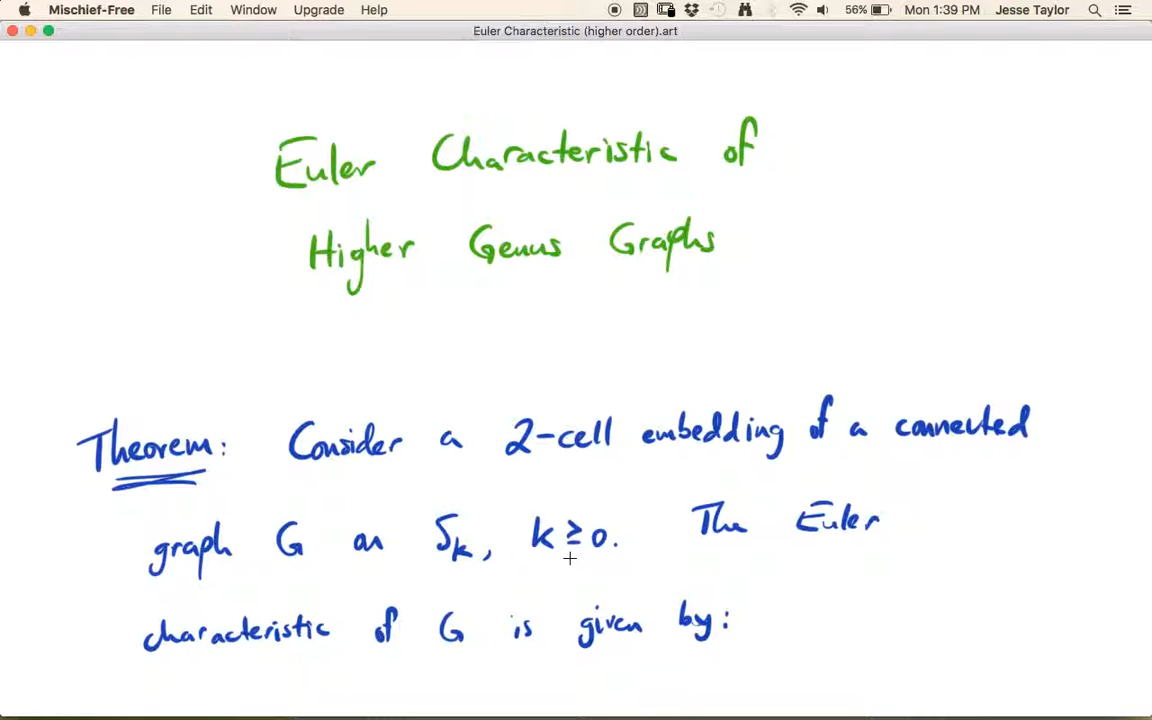 Mischief-Free File Edit Window Upgrade Help 56% Mon 1:39 PM Jesse Taylor
Euler Characteristic (higher order).art
Euler Characteristic of
Higher Genus Graphs
Theorem: Consider a 2-cell embedding of a connected
graph G on Sₖ, k ≥ 0. The Euler
characteristic of G is given by: